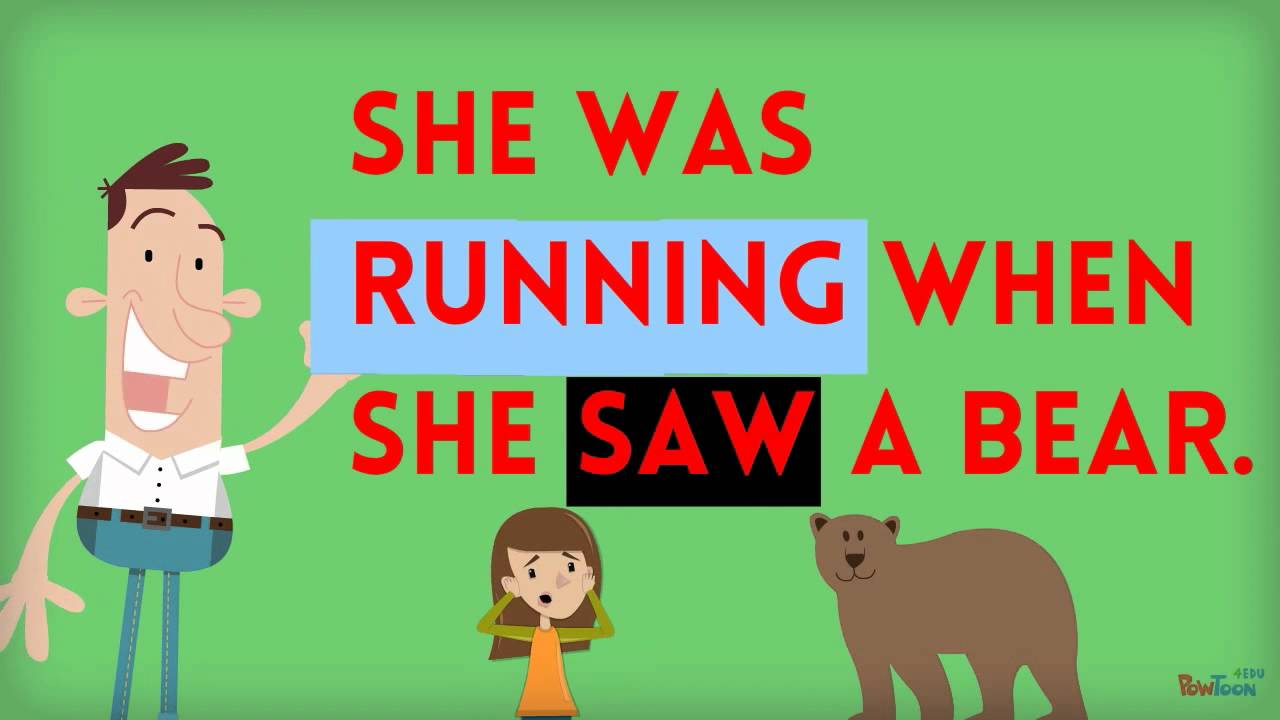 SHE WAS
RUNNING WHEN
SHE SAW A BEAR.
4EDU
POWTOON